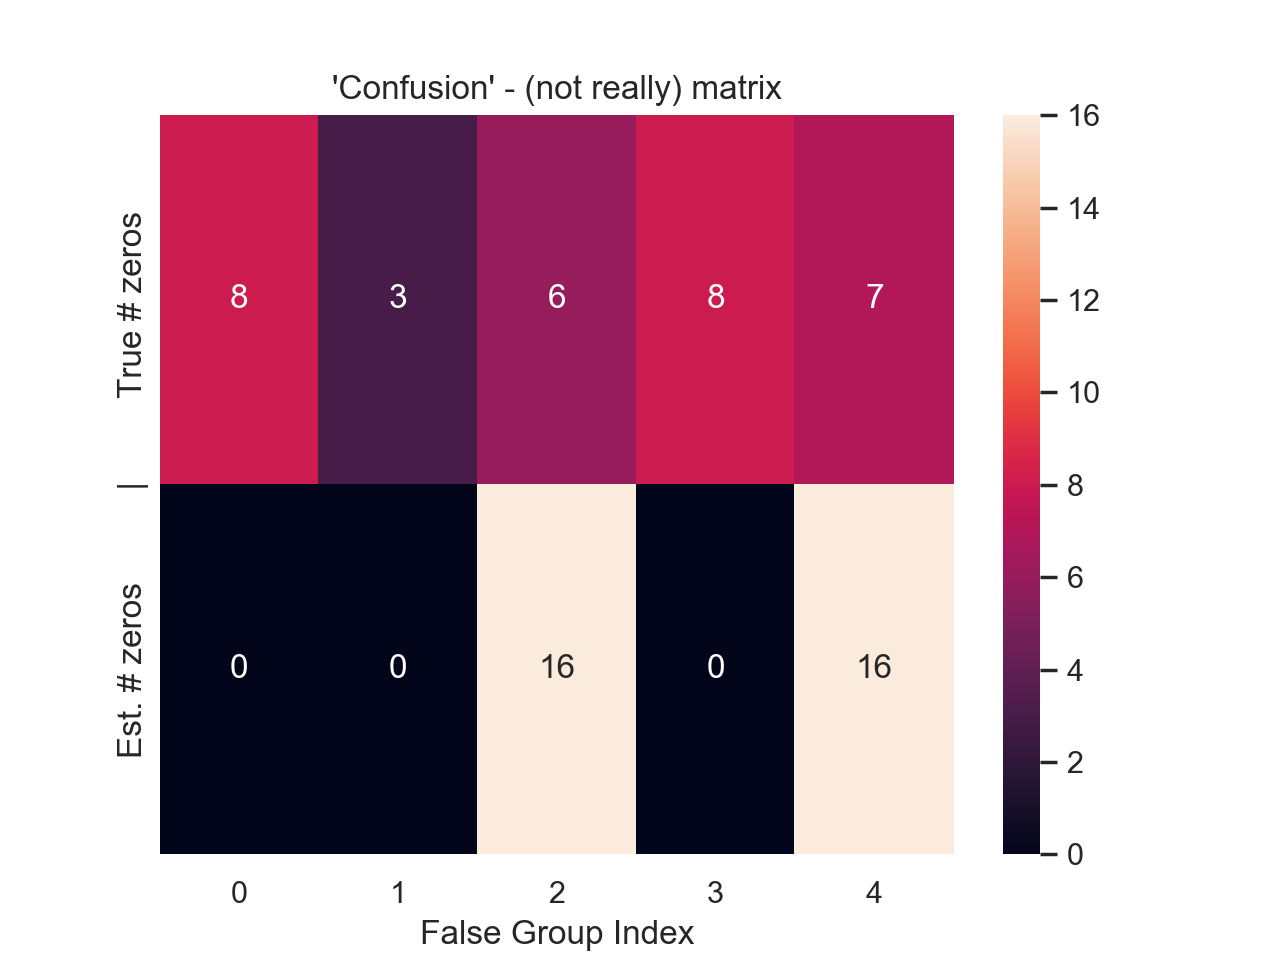 'Confusion' - (not really) matrix
True # zeros
|
Est. # zeros
8 3 6 8 7
0 0 16 0 16
0 1 2 3 4
False Group Index
16
14
12
10
8
6
4
2
0